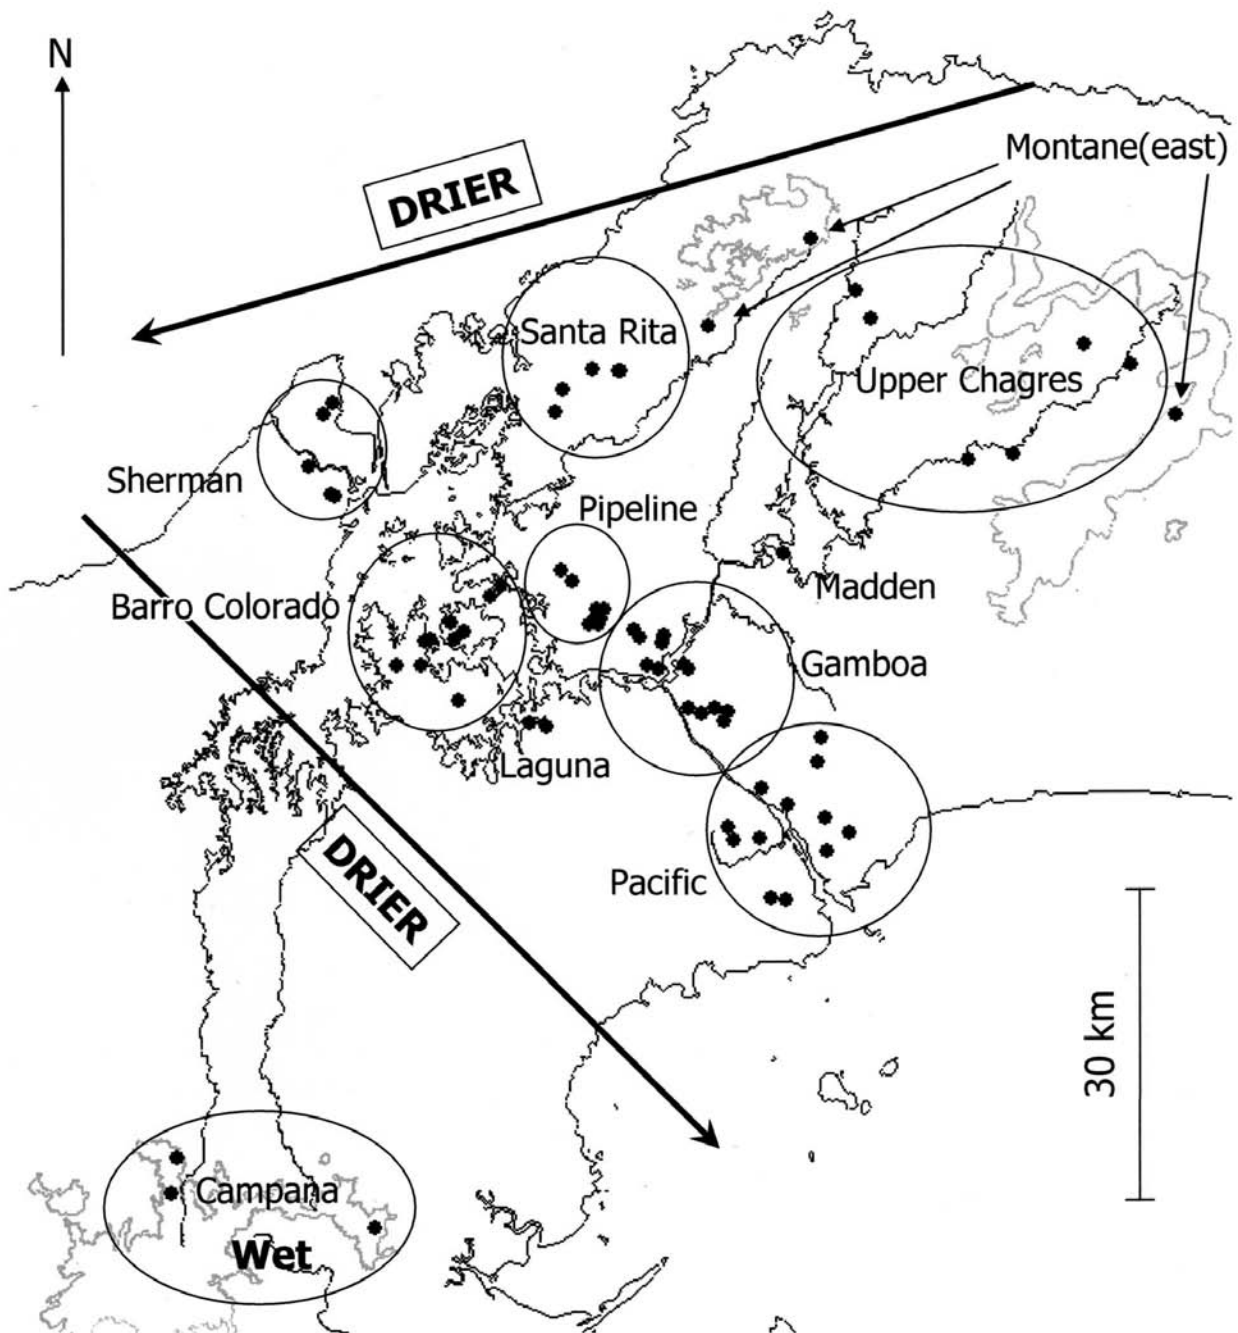 N
Montane(east)
DRIER
Santa Rita
Upper Chagres
Sherman
Pipeline
Madden
Barro Colorado
Gamboa
Laguna
DRIER
Pacific
30 km
Campana
Wet